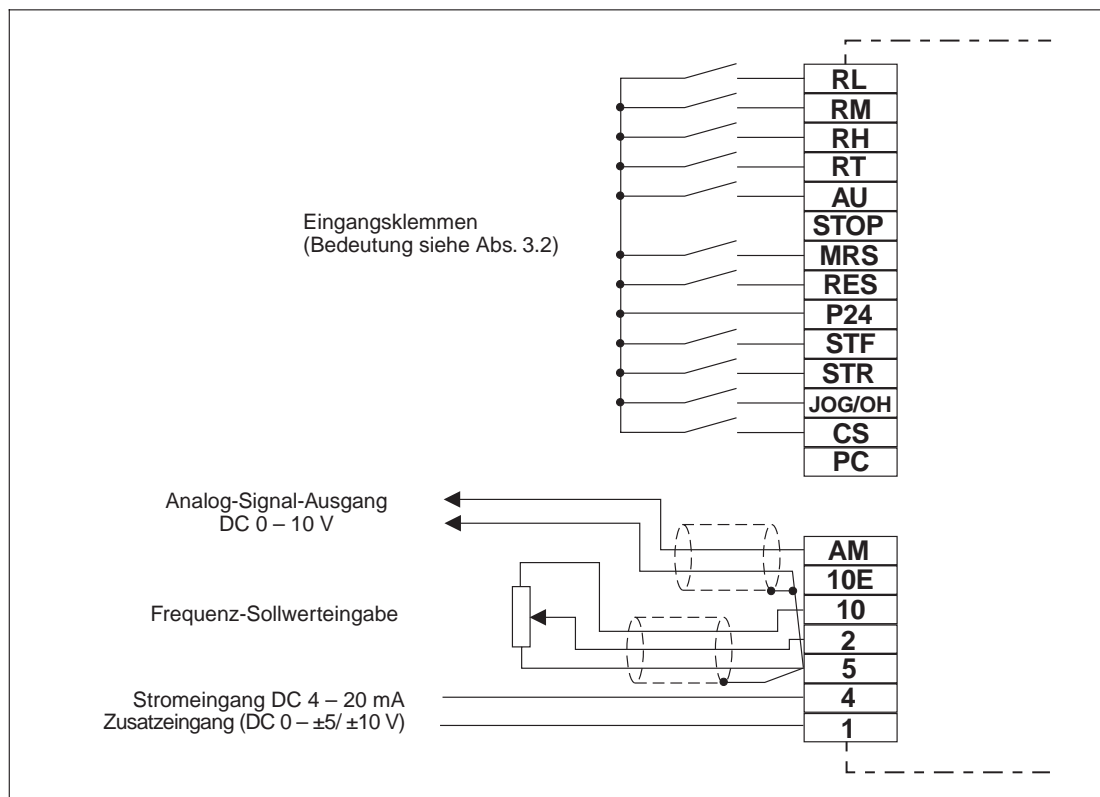 RL
RM
RH
RT
AU
STOP
MRS
RES
P24
STF
STR
JOG/OH
CS
PC
Eingangsklemmen
(Bedeutung siehe Abs. 3.2)
Analog-Signal-Ausgang
DC 0 – 10 V
Frequenz-Sollwerteingabe
Stromeingang DC 4 – 20 mA
Zusatzeingang (DC 0 – ±5/ ±10 V)
AM
10E
10
2
5
4
1